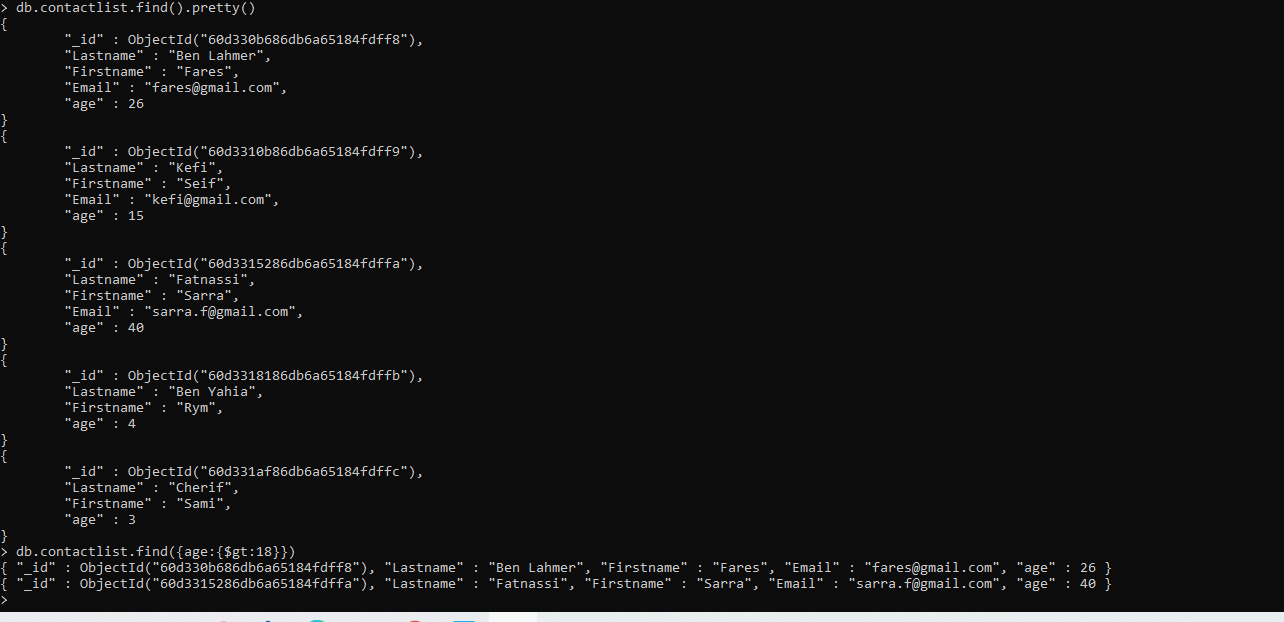 > db.contactlist.find().pretty()
{
"_id" : ObjectId("60d330b686db6a65184fdff8"),
"Lastname" : "Ben Lahmer",
"Firstname" : "Fares",
"Email" : "fares@gmail.com",
"age" : 26
}
{
"_id" : ObjectId("60d3310b86db6a65184fdff9"),
"Lastname" : "Kefi",
"Firstname" : "Seif",
"Email" : "kefi@gmail.com",
"age" : 15
}
{
"_id" : ObjectId("60d3315286db6a65184fdffa"),
"Lastname" : "Fatnassi",
"Firstname" : "Sarra",
"Email" : "sarra.f@gmail.com",
"age" : 40
}
{
"_id" : ObjectId("60d3318186db6a65184fdffb"),
"Lastname" : "Ben Yahia",
"Firstname" : "Rym",
"age" : 4
}
{
"_id" : ObjectId("60d331af86db6a65184fdffc"),
"Lastname" : "Cherif",
"Firstname" : "Sami",
"age" : 3
}
> db.contactlist.find({age:{$gt:18}})
{ "_id" : ObjectId("60d330b686db6a65184fdff8"), "Lastname" : "Ben Lahmer", "Firstname" : "Fares", "Email" : "fares@gmail.com", "age" : 26 }
{ "_id" : ObjectId("60d3315286db6a65184fdffa"), "Lastname" : "Fatnassi", "Firstname" : "Sarra", "Email" : "sarra.f@gmail.com", "age" : 40 }
>